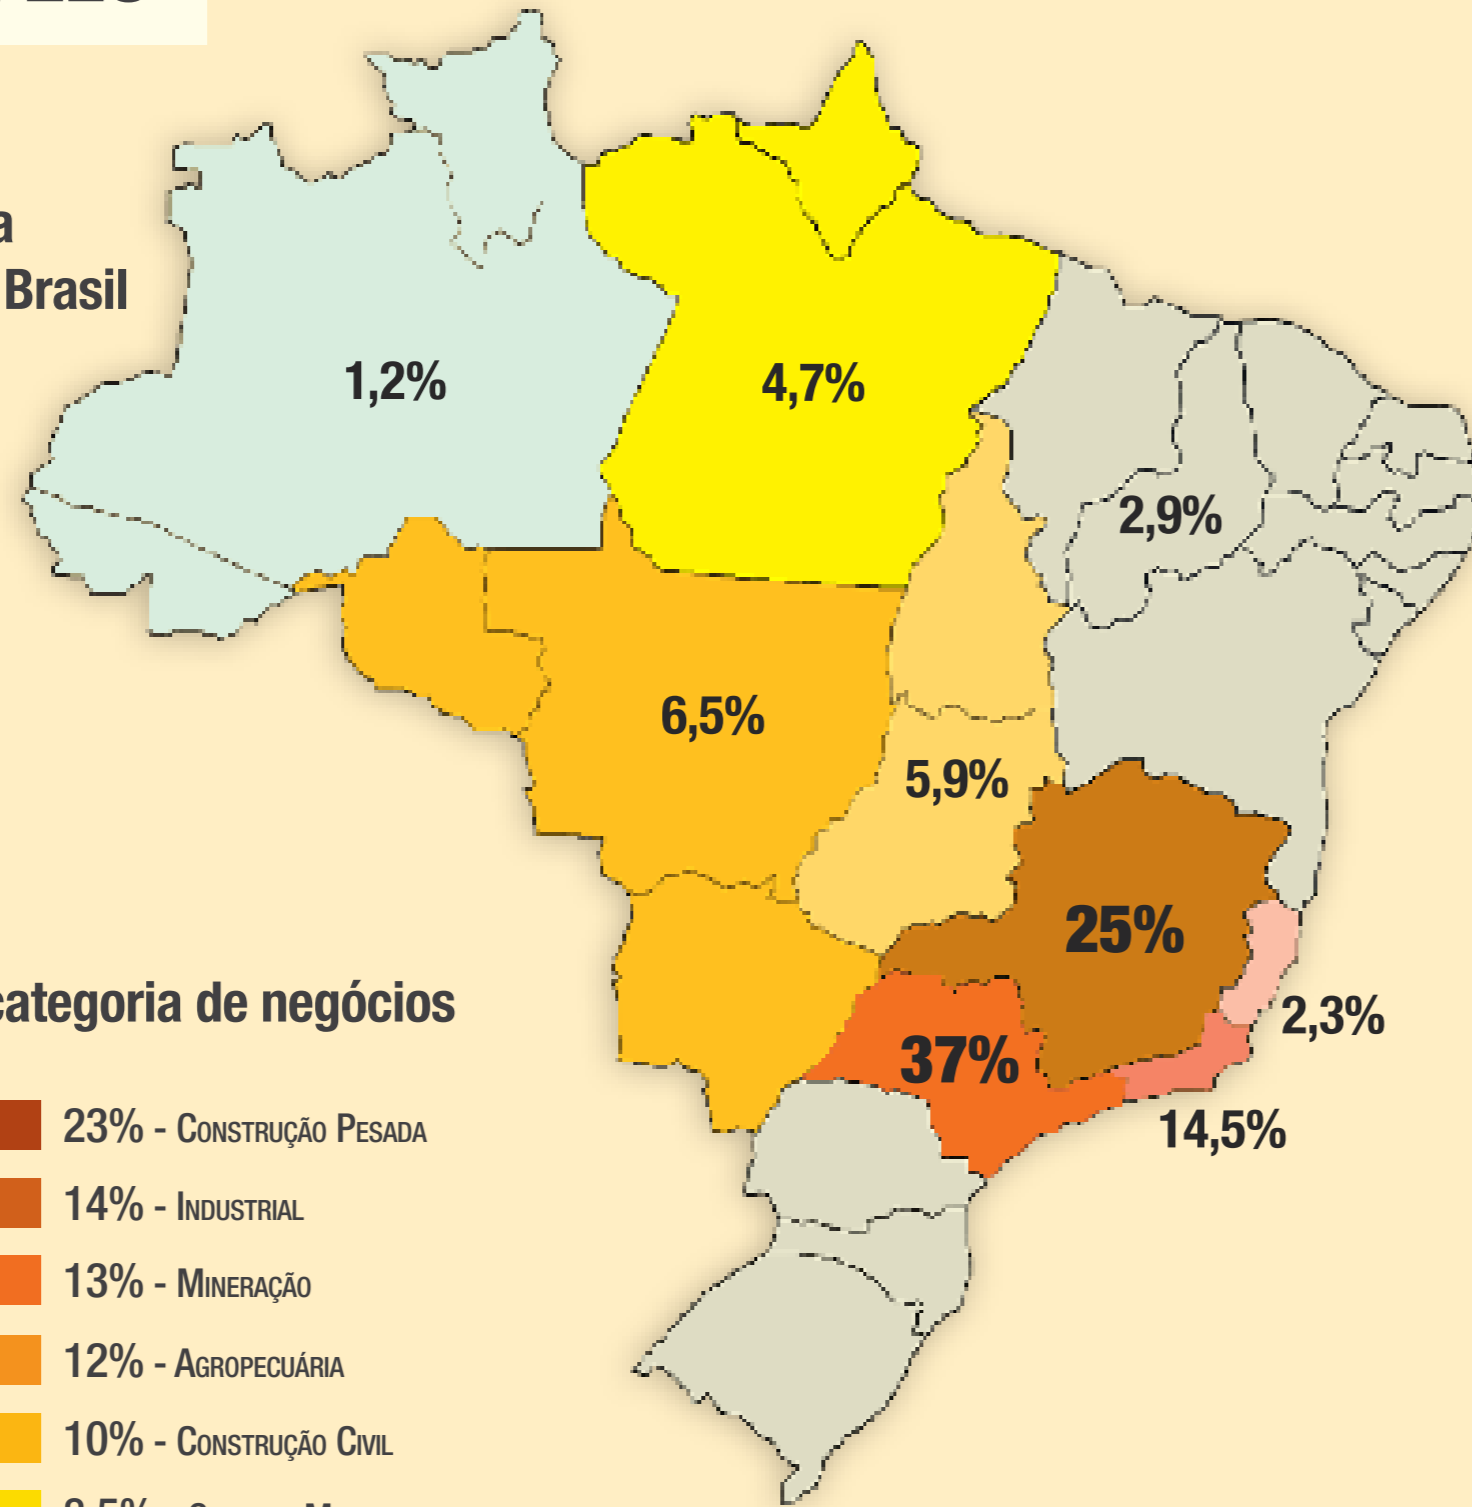 a
Brasil
1,2%
4,7%
2,9%
6,5%
5,9%
25%
2,3%
37%
14,5%
categoria de negócios
23% - Construção Pesada
14% - Industrial
13% - Mineração
12% - Agropecuária
10% - Construção Civil